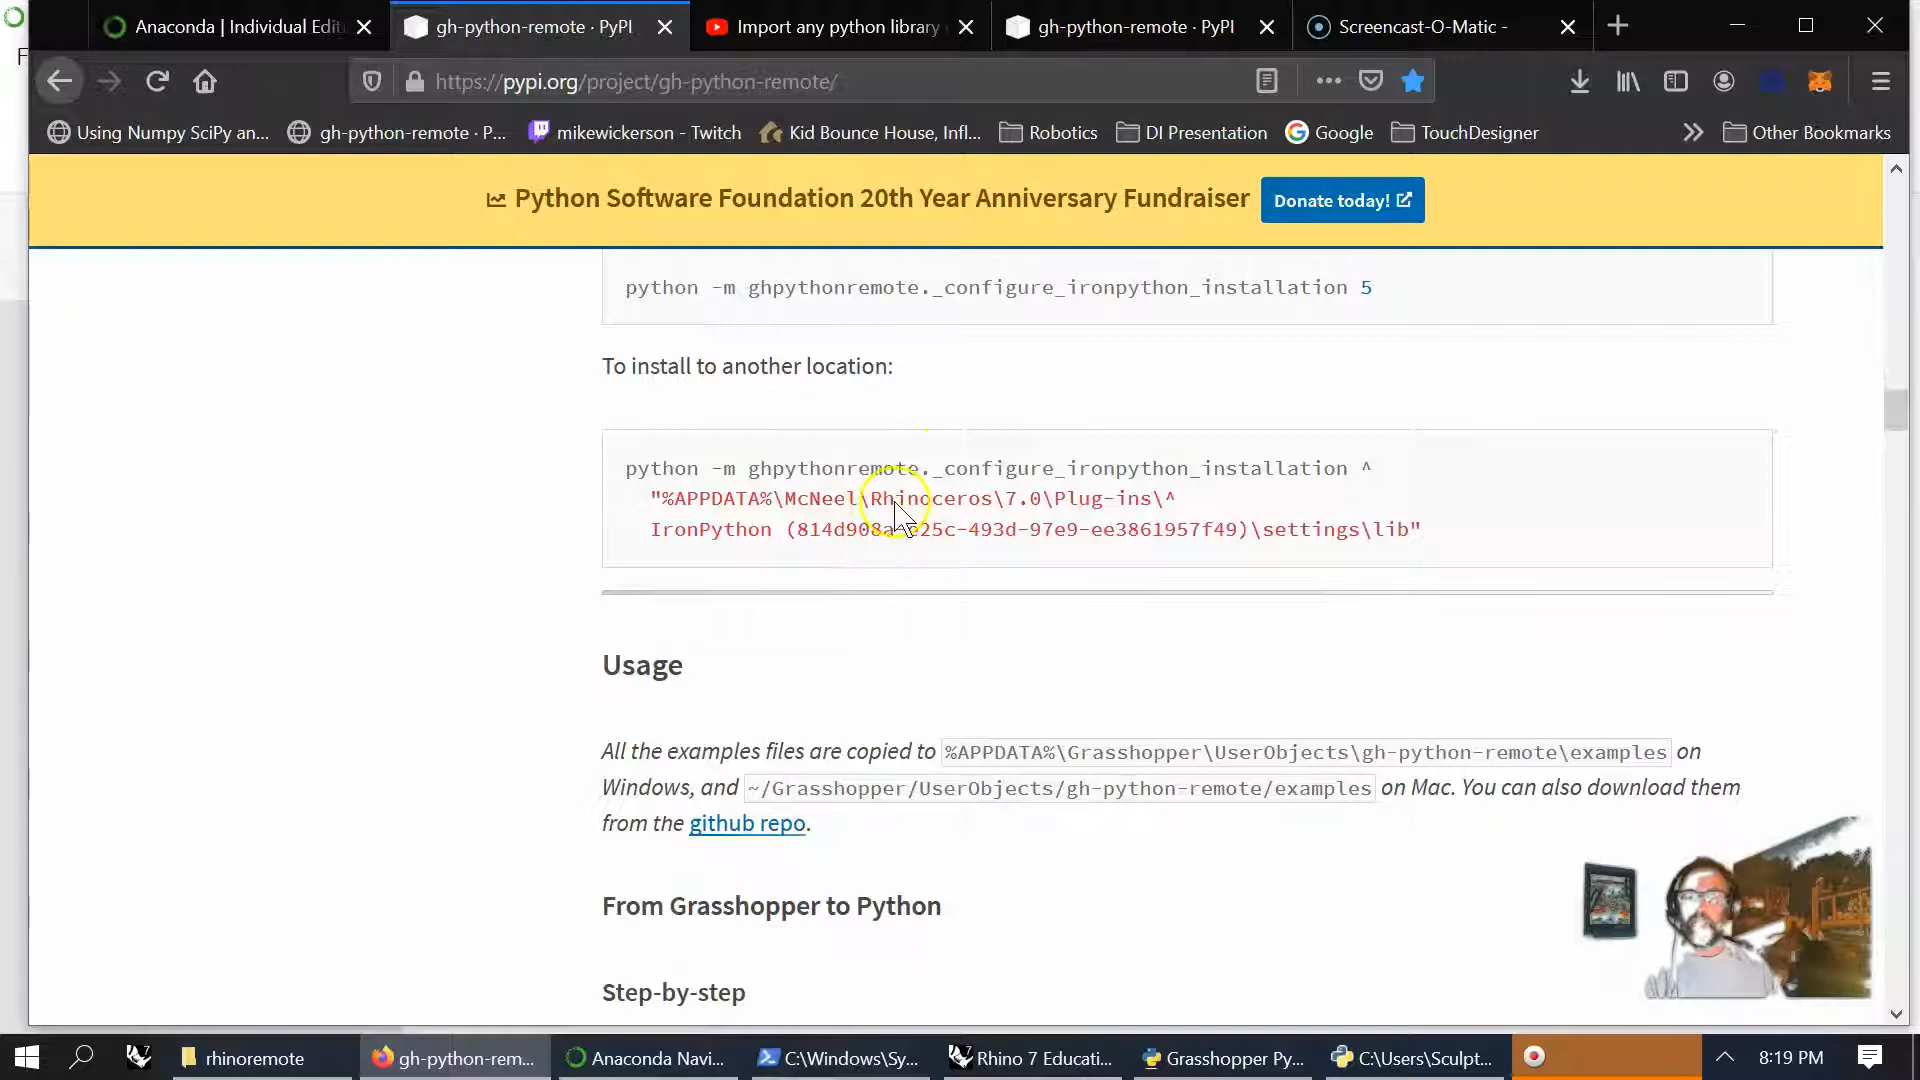 Anaconda | Individual Edi
gh-python-remote · PyPI
Import any python library
gh-python-remote · PyPI
Screencast-O-Matic -
F
https://pypi.org/project/gh-python-remote/
Using Numpy SciPy an...
gh-python-remote · P...
mikewickerson - Twitch
Kid Bounce House, Infl...
Robotics
DI Presentation
Google
TouchDesigner
Other Bookmarks
Python Software Foundation 20th Year Anniversary Fundraiser
Donate today!
python -m ghpythonremote._configure_ironpython_installation 5
To install to another location:
python -m ghpythonremote._configure_ironpython_installation ^
"%APPDATA%\McNeel\Rhinoceros\7.0\Plug-ins\^
IronPython (814d908a-e25c-493d-97e9-ee3861957f49)\settings\lib"
Usage
All the examples files are copied to %APPDATA%\Grasshopper\UserObjects\gh-python-remote\examples on
Windows, and ~/Grasshopper/UserObjects/gh-python-remote/examples on Mac. You can also download them
from the github repo.
From Grasshopper to Python
Step-by-step
rhinoremote
gh-python-rem...
Anaconda Navi...
C:\Windows\Sy...
Rhino 7 Educati...
Grasshopper Py...
C:\Users\Sculpt...
8:19 PM